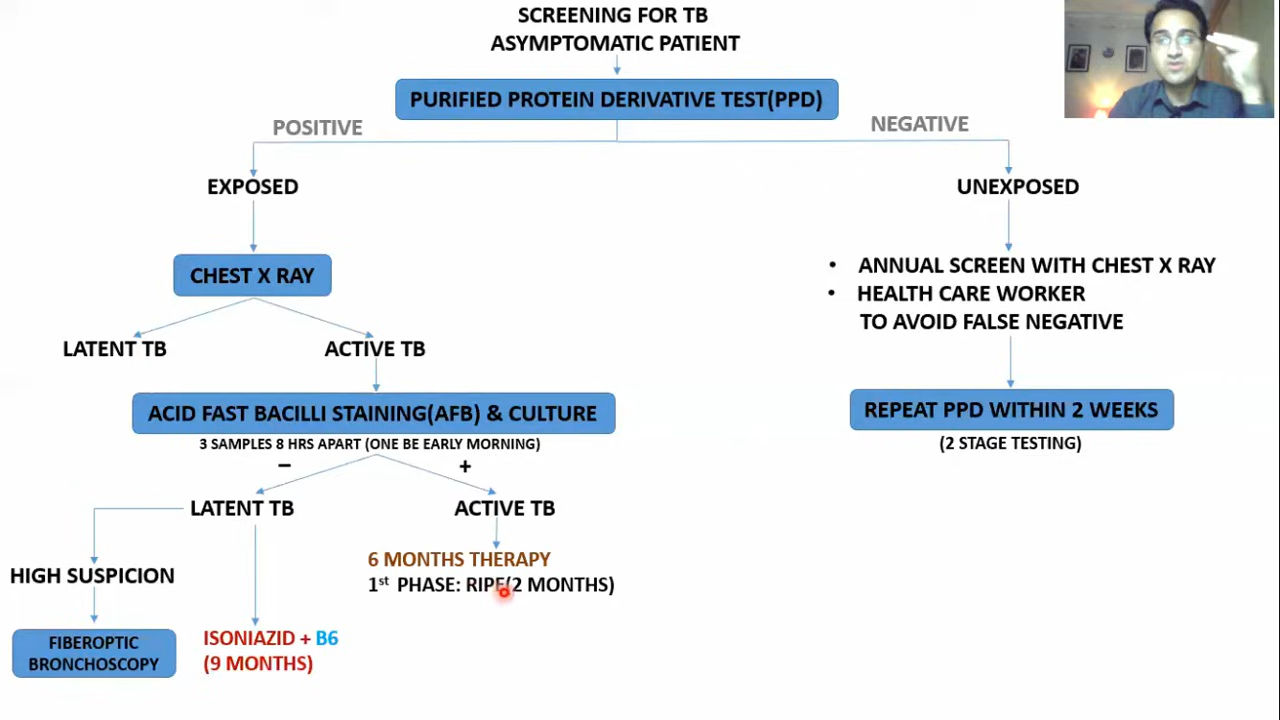 SCREENING FOR TB
ASYMPTOMATIC PATIENT
PURIFIED PROTEIN DERIVATIVE TEST(PPD)
POSITIVE
NEGATIVE
EXPOSED
UNEXPOSED
CHEST X RAY
• ANNUAL SCREEN WITH CHEST X RAY
• HEALTH CARE WORKER
TO AVOID FALSE NEGATIVE
LATENT TB
ACTIVE TB
ACID FAST BACILLI STAINING(AFB) & CULTURE
3 SAMPLES 8 HRS APART (ONE BE EARLY MORNING)
REPEAT PPD WITHIN 2 WEEKS
(2 STAGE TESTING)
–
+
LATENT TB
ACTIVE TB
6 MONTHS THERAPY
1st PHASE: RIPE(2 MONTHS)
HIGH SUSPICION
FIBEROPTIC
BRONCHOSCOPY
ISONIAZID + B6
(9 MONTHS)